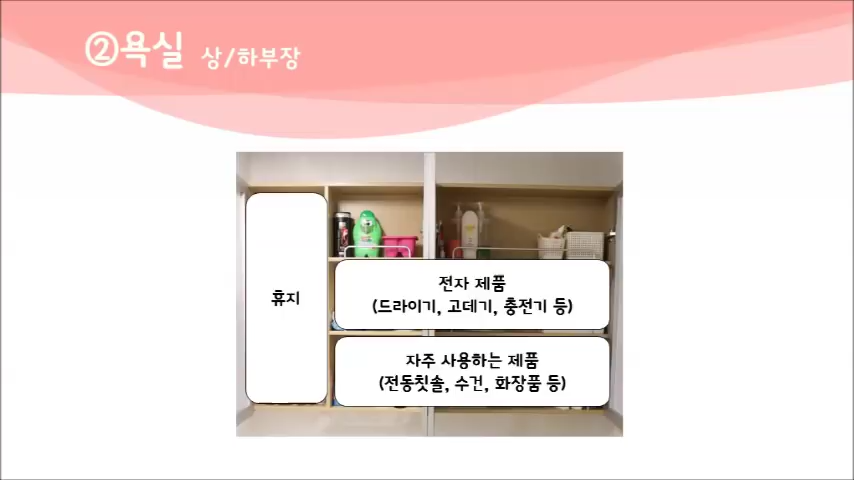 ②욕실 상/하부장
휴지
전자 제품
(드라이기, 고데기, 충전기 등)
자주 사용하는 제품
(전동칫솔, 수건, 화장품 등)